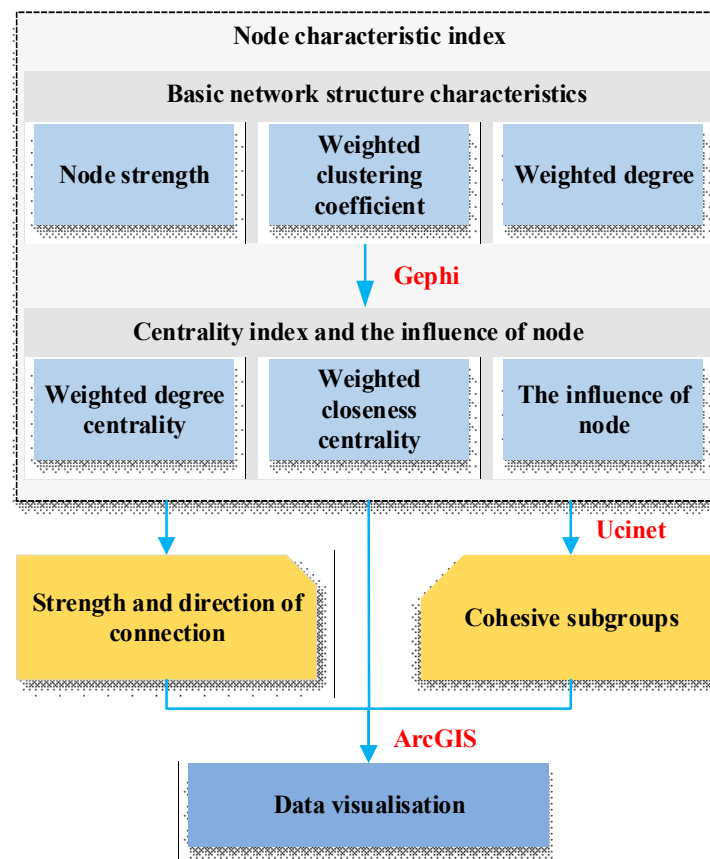 Node characteristic index
Basic network structure characteristics
Node strength
Weighted
clustering
coefficient
Weighted degree
Gephi
Centrality index and the influence of node
Weighted degree
centrality
Weighted
closeness
centrality
The influence of
node
Ucinet
Strength and direction of
connection
Cohesive subgroups
ArcGIS
Data visualisation